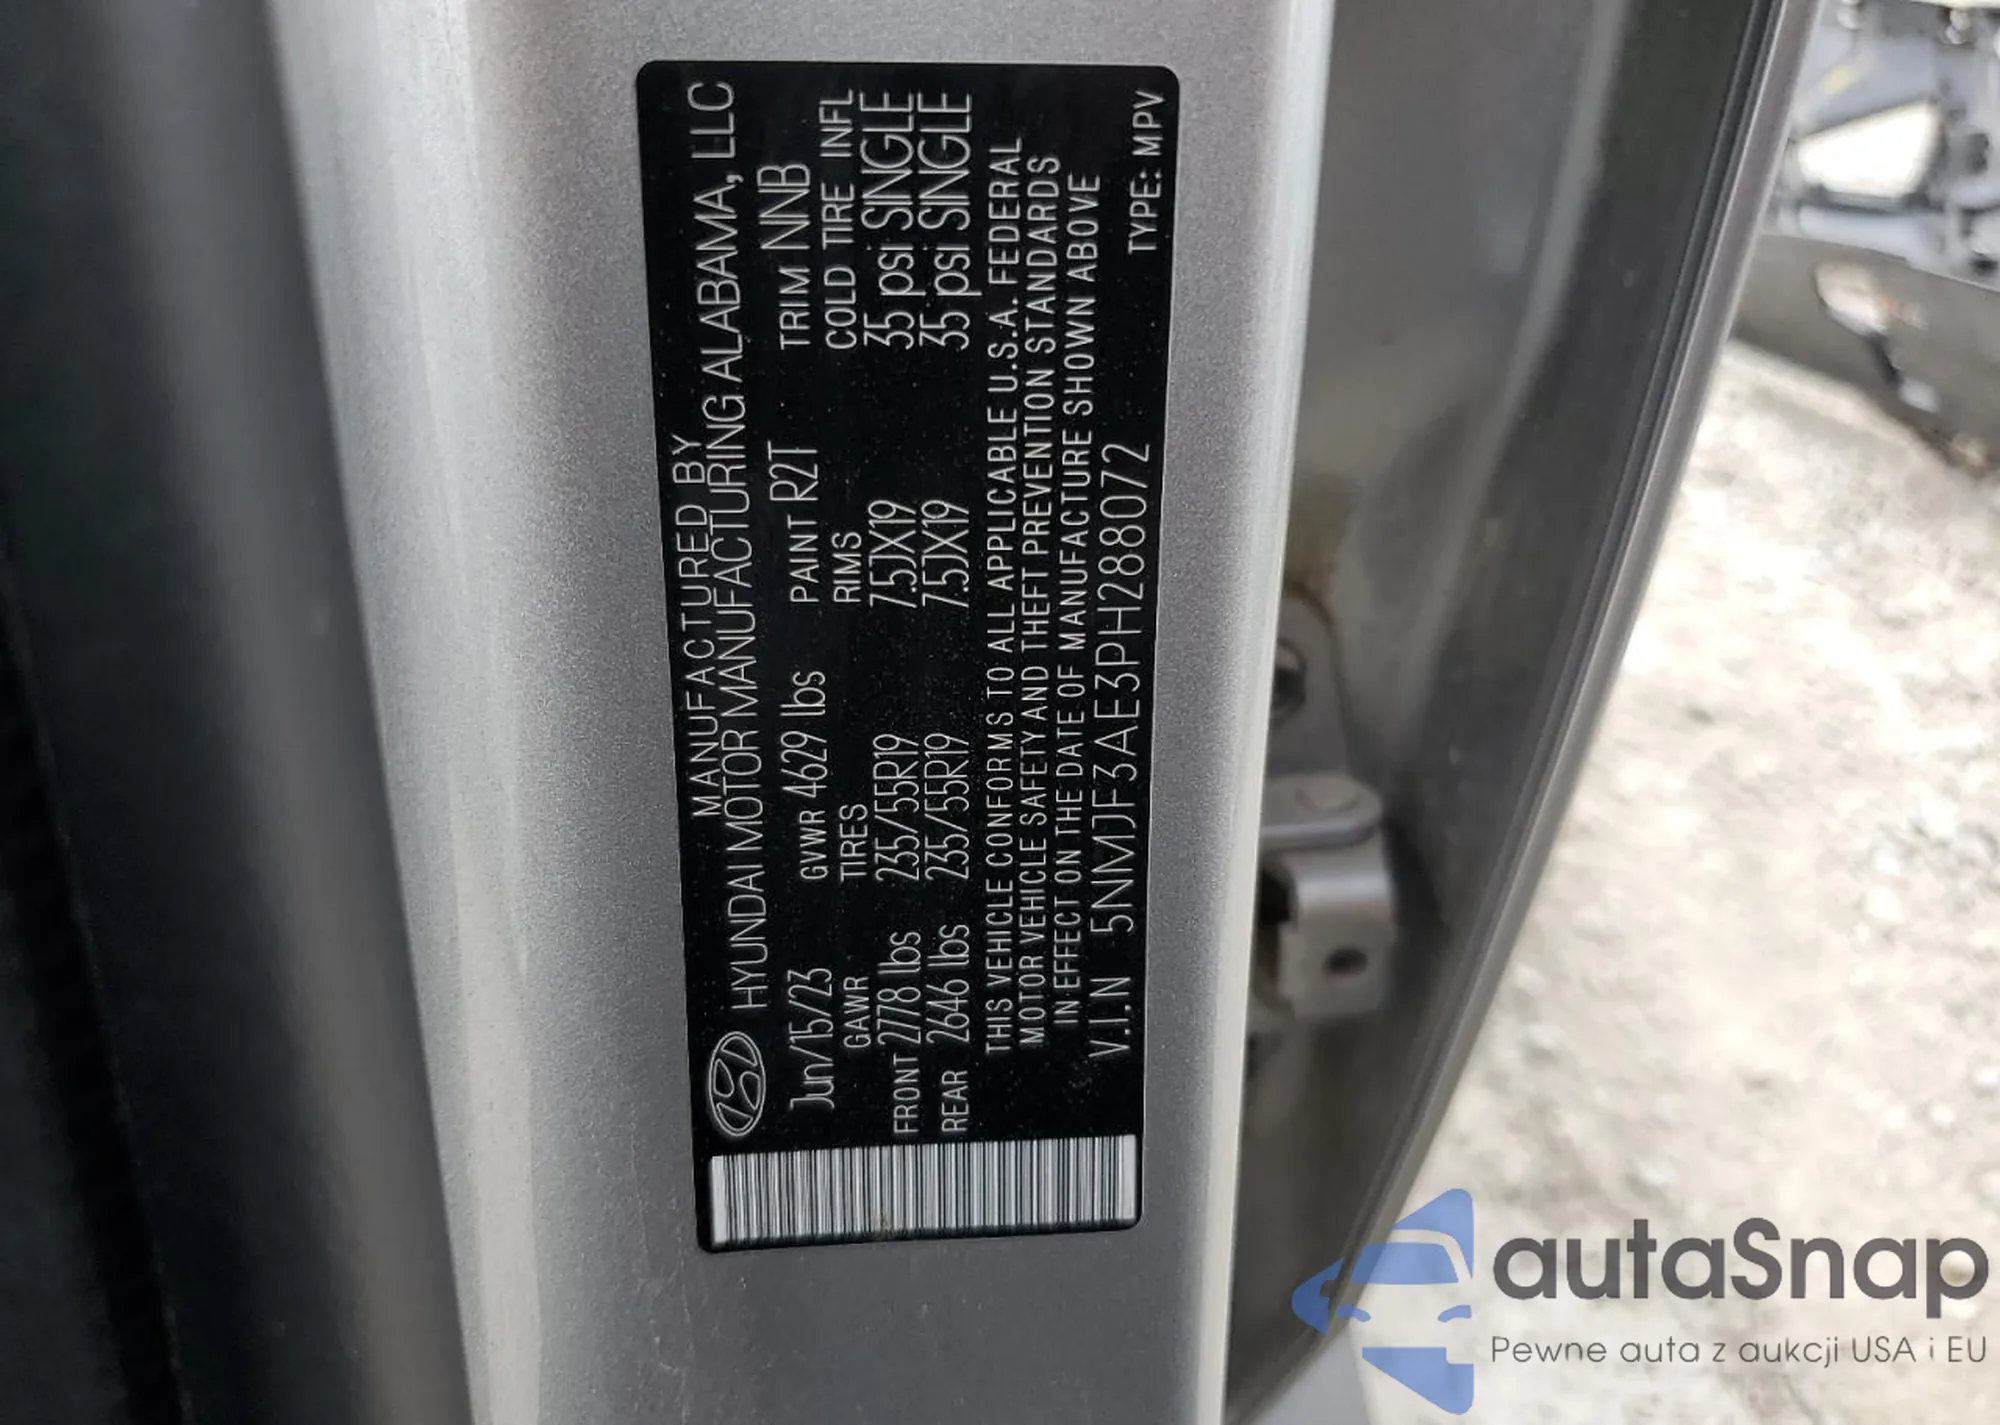 MANUFACTURED BY
HYUNDAI MOTOR MANUFACTURING ALABAMA, LLC
Jun/15/23 GVWR 4629 lbs PAINT R2T TRIM NNB
GAWR TIRES RIMS COLD TIRE INFL
FRONT 2778 lbs 235/55R19 7.5JX19 35 psi SINGLE
REAR 2646 lbs 235/55R19 7.5JX19 35 psi SINGLE
THIS VEHICLE CONFORMS TO ALL APPLICABLE U.S.A. FEDERAL
MOTOR VEHICLE SAFETY AND THEFT PREVENTION STANDARDS
IN EFFECT ON THE DATE OF MANUFACTURE SHOWN ABOVE
V.I.N 5NMJF3AE3PH288072 TYPE: MPV
autaSnap
Pewne auta z aukcji USA i EU